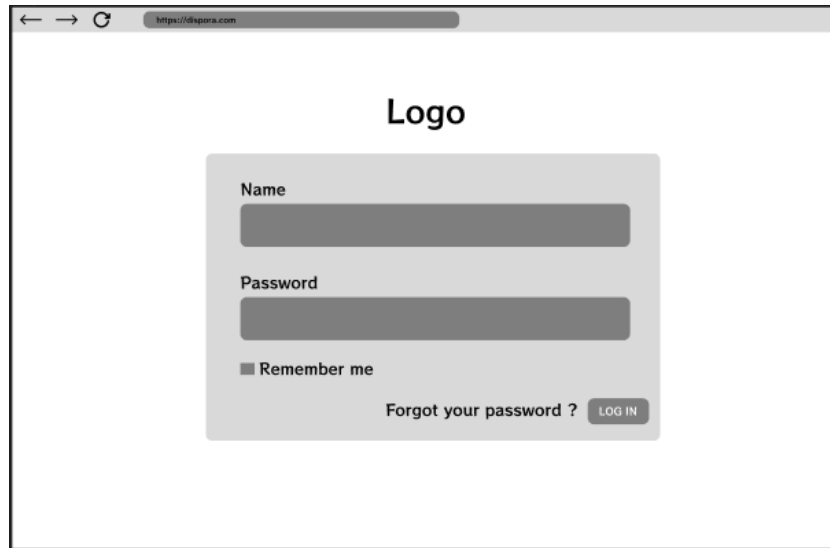 https://dispora.com
Logo
Name
Password
Remember me
Forgot your password ? LOG IN